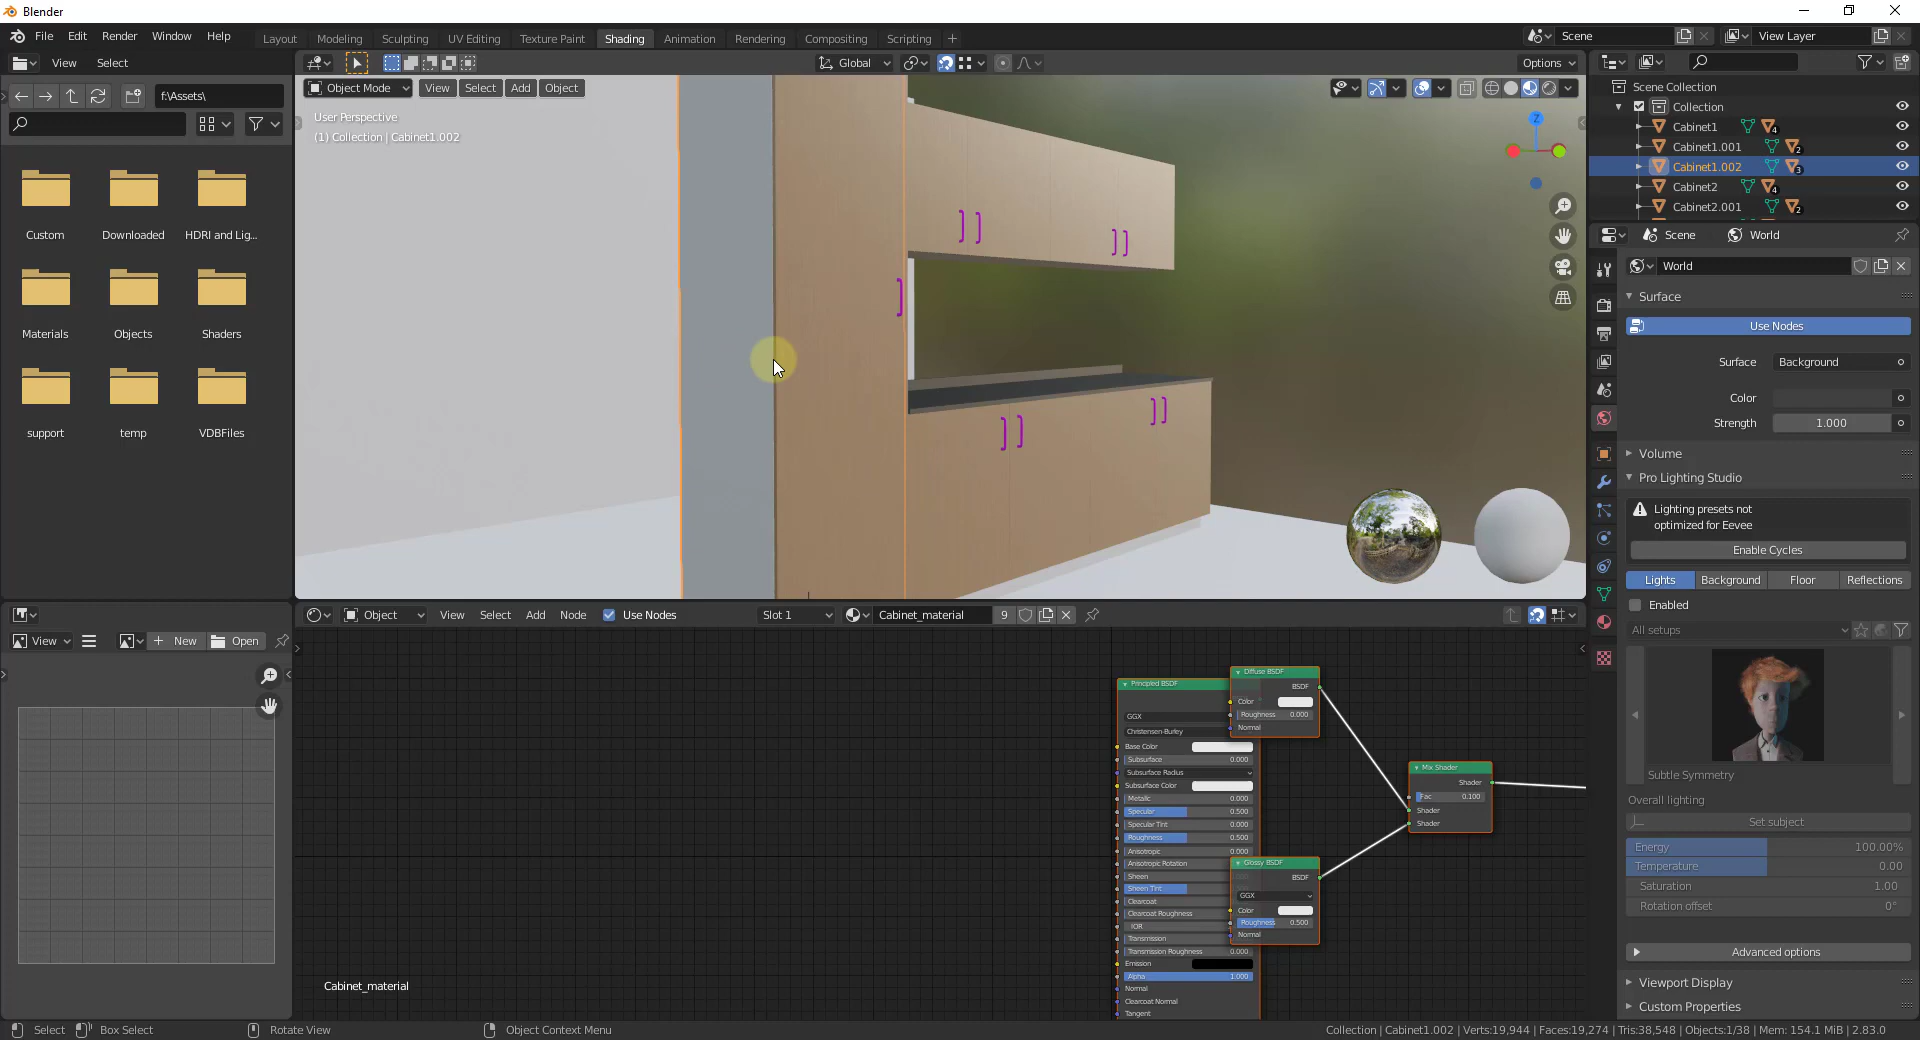 Blender
File Edit Render Window Help
Layout Modeling Sculpting UV Editing Texture Paint Shading Animation Rendering Compositing Scripting
Scene View Layer
View Select
Global Options
f:\Assets\
Object Mode View Select Add Object
User Perspective
(1) Collection | Cabinet1.002
Z
Custom Downloaded HDRI and Lig...
Materials Objects Shaders
support temp VDBFiles
Scene Collection
Collection
Cabinet1 4
Cabinet1.001 2
Cabinet1.002 3
Cabinet2 4
Cabinet2.001 2
Scene World
World
Surface
Use Nodes
Surface Background
Color
Strength 1.000
Volume
Pro Lighting Studio
Lighting presets not
optimized for Eevee
Enable Cycles
Lights Background Floor Reflections
Enabled
All setups
Subtle Symmetry
Overall lighting
Set subject
Energy 100.00%
Temperature 0.00
Saturation 1.00
Rotation offset 0°
Advanced options
Viewport Display
Custom Properties
View New Open
Object View Select Add Node Use Nodes Slot 1 Cabinet_material 9
Principled BSDF
GGX
Christensen-Burley
Base Color
Subsurface 0.000
Subsurface Radius
Subsurface Color
Metallic 0.000
Specular 0.500
Specular Tint 0.000
Roughness 0.500
Anisotropic 0.000
Anisotropic Rotation
Sheen
Sheen Tint
Clearcoat
Clearcoat Roughness
IOR
Transmission
Transmission Roughness 0.000
Emission
Alpha 1.000
Normal
Clearcoat Normal
Tangent
Diffuse BSDF
BSDF
Color
Roughness 0.000
Normal
Glossy BSDF
BSDF
GGX
Color
Roughness 0.500
Normal
Mix Shader
Shader
Fac 0.100
Shader
Shader
Cabinet_material
Select Box Select Rotate View Object Context Menu
Collection | Cabinet1.002 | Verts:19,944 | Faces:19,274 | Tris:38,548 | Objects:1/38 | Mem: 154.1 MiB | 2.83.0